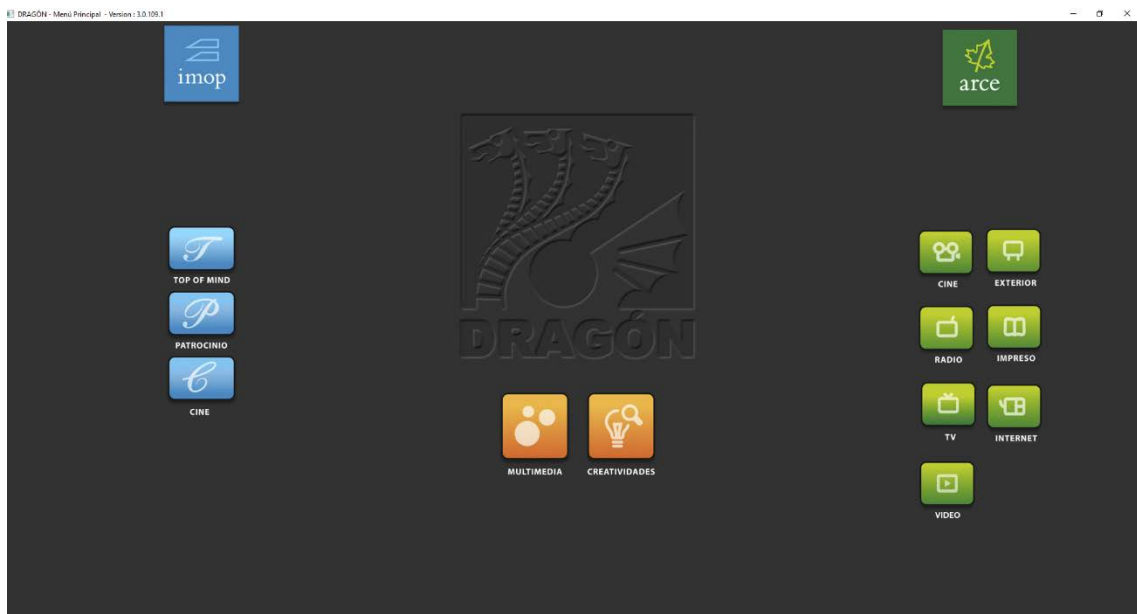 DRAGÓN - Menú Principal - Version : 3.0.109.1
imop
arce
DRAGÓN
TOP OF MIND
PATROCINIO
CINE
MULTIMEDIA
CREATIVIDADES
CINE
EXTERIOR
RADIO
IMPRESO
TV
INTERNET
VIDEO